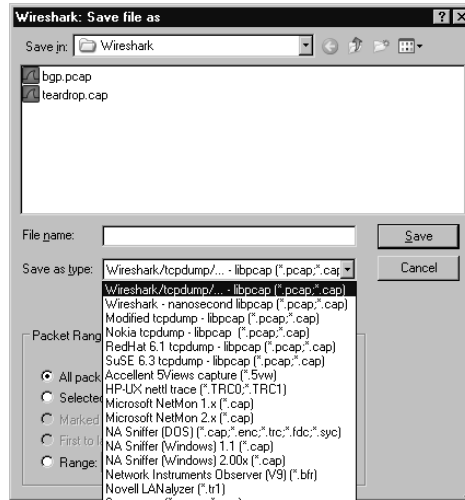 Wireshark: Save file as
Save in: Wireshark
bgp.pcap
teardrop.cap
File name:
Save
Save as type: Wireshark/tcpdump/... - libpcap (*.pcap;*.cap
Cancel
Wireshark/tcpdump/... - libpcap (*.pcap;*.cap)
Wireshark - nanosecond libpcap (*.pcap;*.cap)
Modified tcpdump - libpcap (*.pcap;*.cap)
Nokia tcpdump - libpcap (*.pcap;*.cap)
RedHat 6.1 tcpdump - libpcap (*.pcap;*.cap)
SuSE 6.3 tcpdump - libpcap (*.pcap;*.cap)
Accellent 5Views capture (*.5vw)
HP-UX nettl trace (*.TRC0;*.TRC1)
Microsoft NetMon 1.x (*.cap)
Microsoft NetMon 2.x (*.cap)
NA Sniffer (DOS) (*.cap;*.enc;*.trc;*.fdc;*.syc)
NA Sniffer (Windows) 1.1 (*.cap)
NA Sniffer (Windows) 2.00x (*.cap)
Network Instruments Observer (V9) (*.bfr)
Novell LANalyzer (*.tr1)
Packet Rang
All pack
Selecte
Marked
First to l
Range: